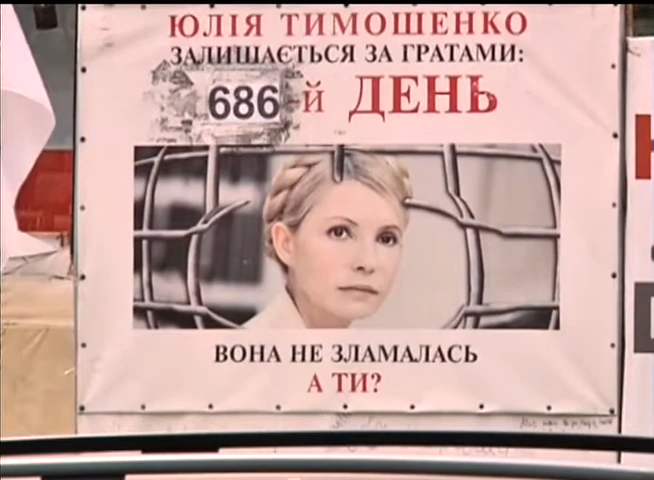 ЮЛІЯ ТИМОШЕНКО
ЗАЛИШАЄТЬСЯ ЗА ГРАТАМИ:
686 й ДЕНЬ
ВОНА НЕ ЗЛАМАЛАСЬ
А ТИ?